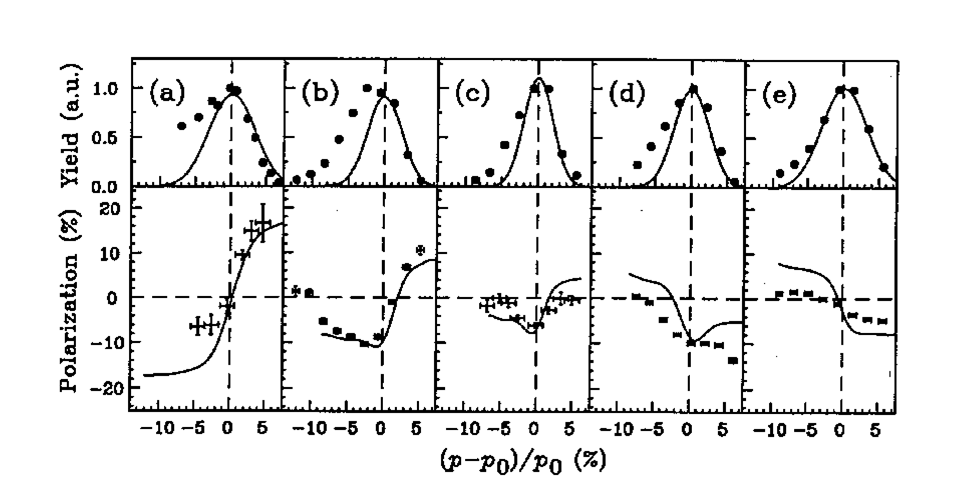 Yield (a.u.)
1.0
0.5
0.0
(a) (b) (c) (d) (e)
Polarization (%)
20
10
0
−10
−20
−10 −5 0 5 −10 −5 0 5 −10 −5 0 5 −10 −5 0 5 −10 −5 0 5
(p−p₀)/p₀ (%)